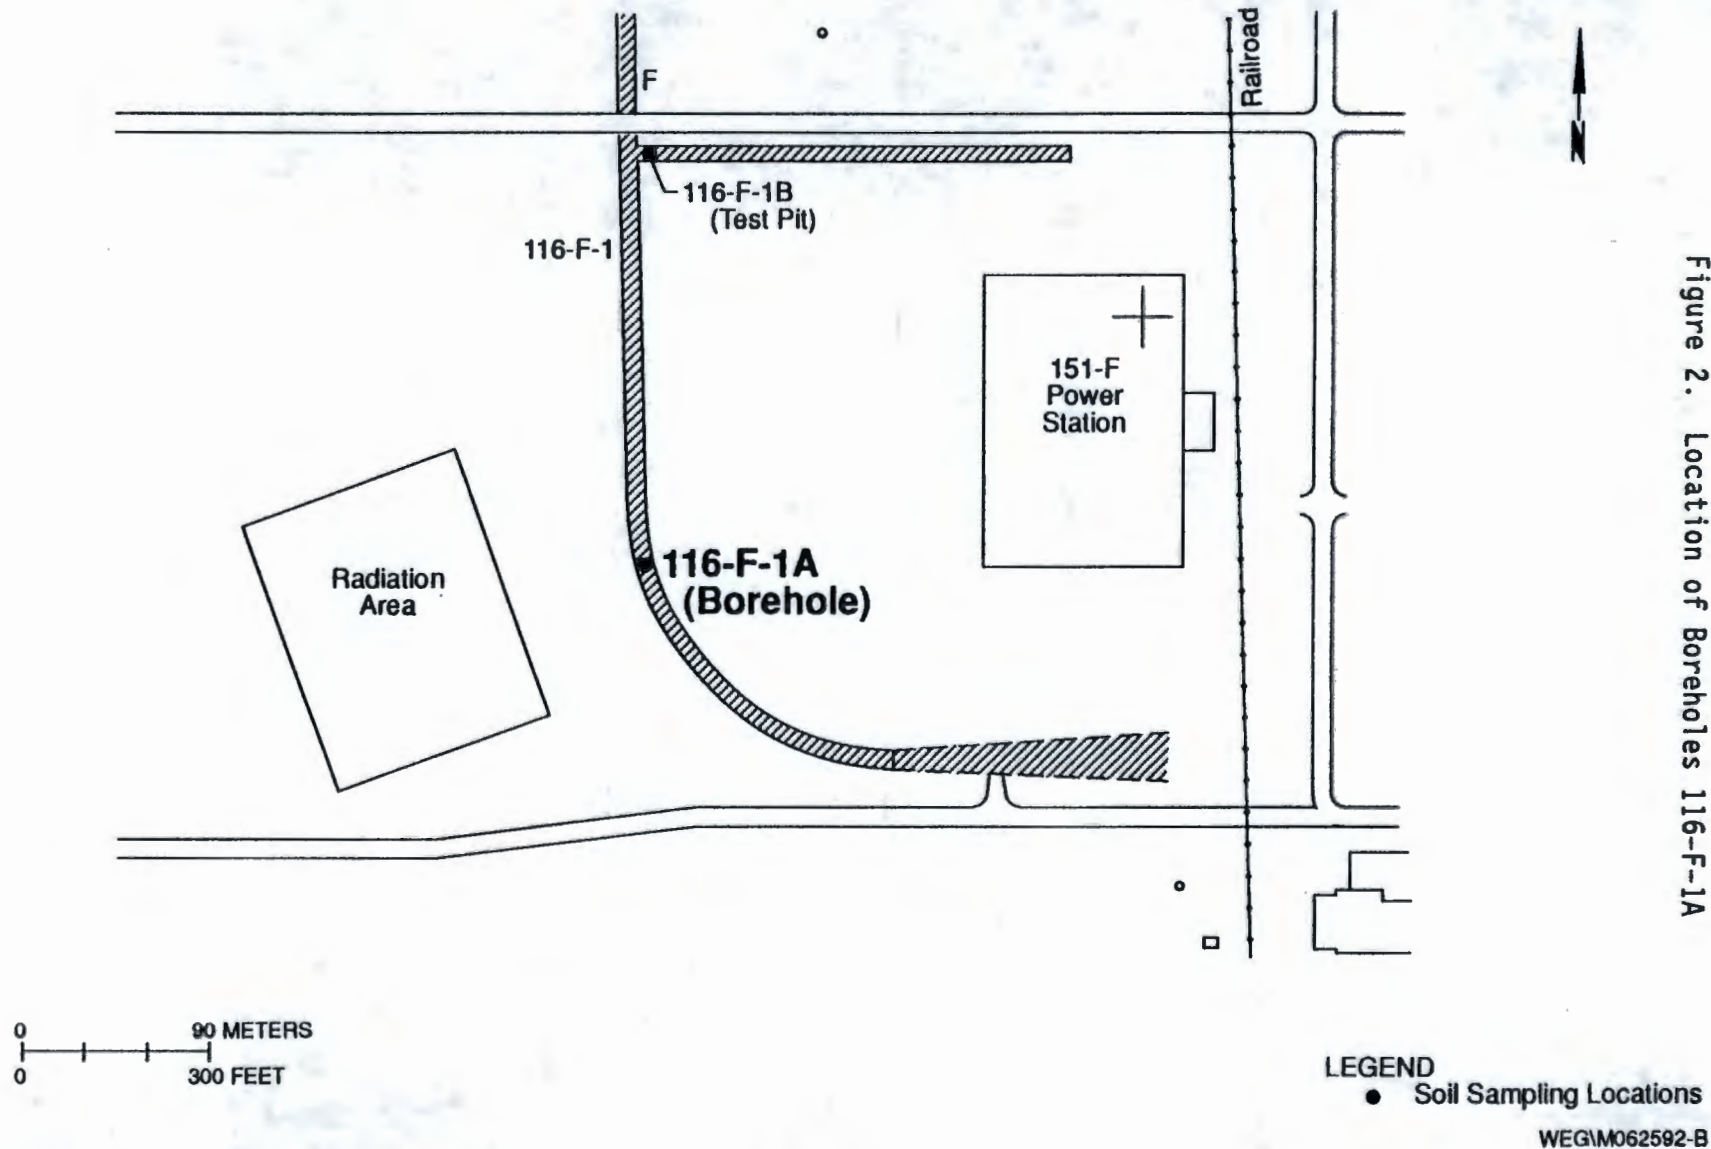 Railroad
F
N
116-F-1B
(Test Pit)
116-F-1
151-F
Power
Station
116-F-1A
(Borehole)
Radiation
Area
0 90 METERS
0 300 FEET
LEGEND
● Soil Sampling Locations
WEG\M062592-B
Figure 2. Location of Boreholes 116-F-1A